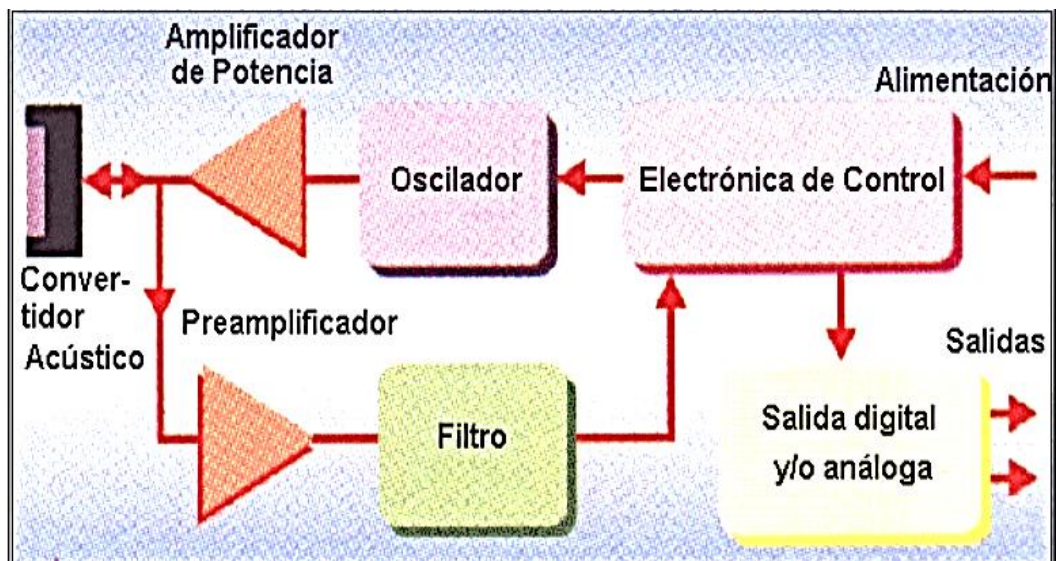 Amplificador
de Potencia
Alimentación
Oscilador
Electrónica de Control
Conver-
tidor
Acústico
Preamplificador
Filtro
Salidas
Salida digital
y/o análoga